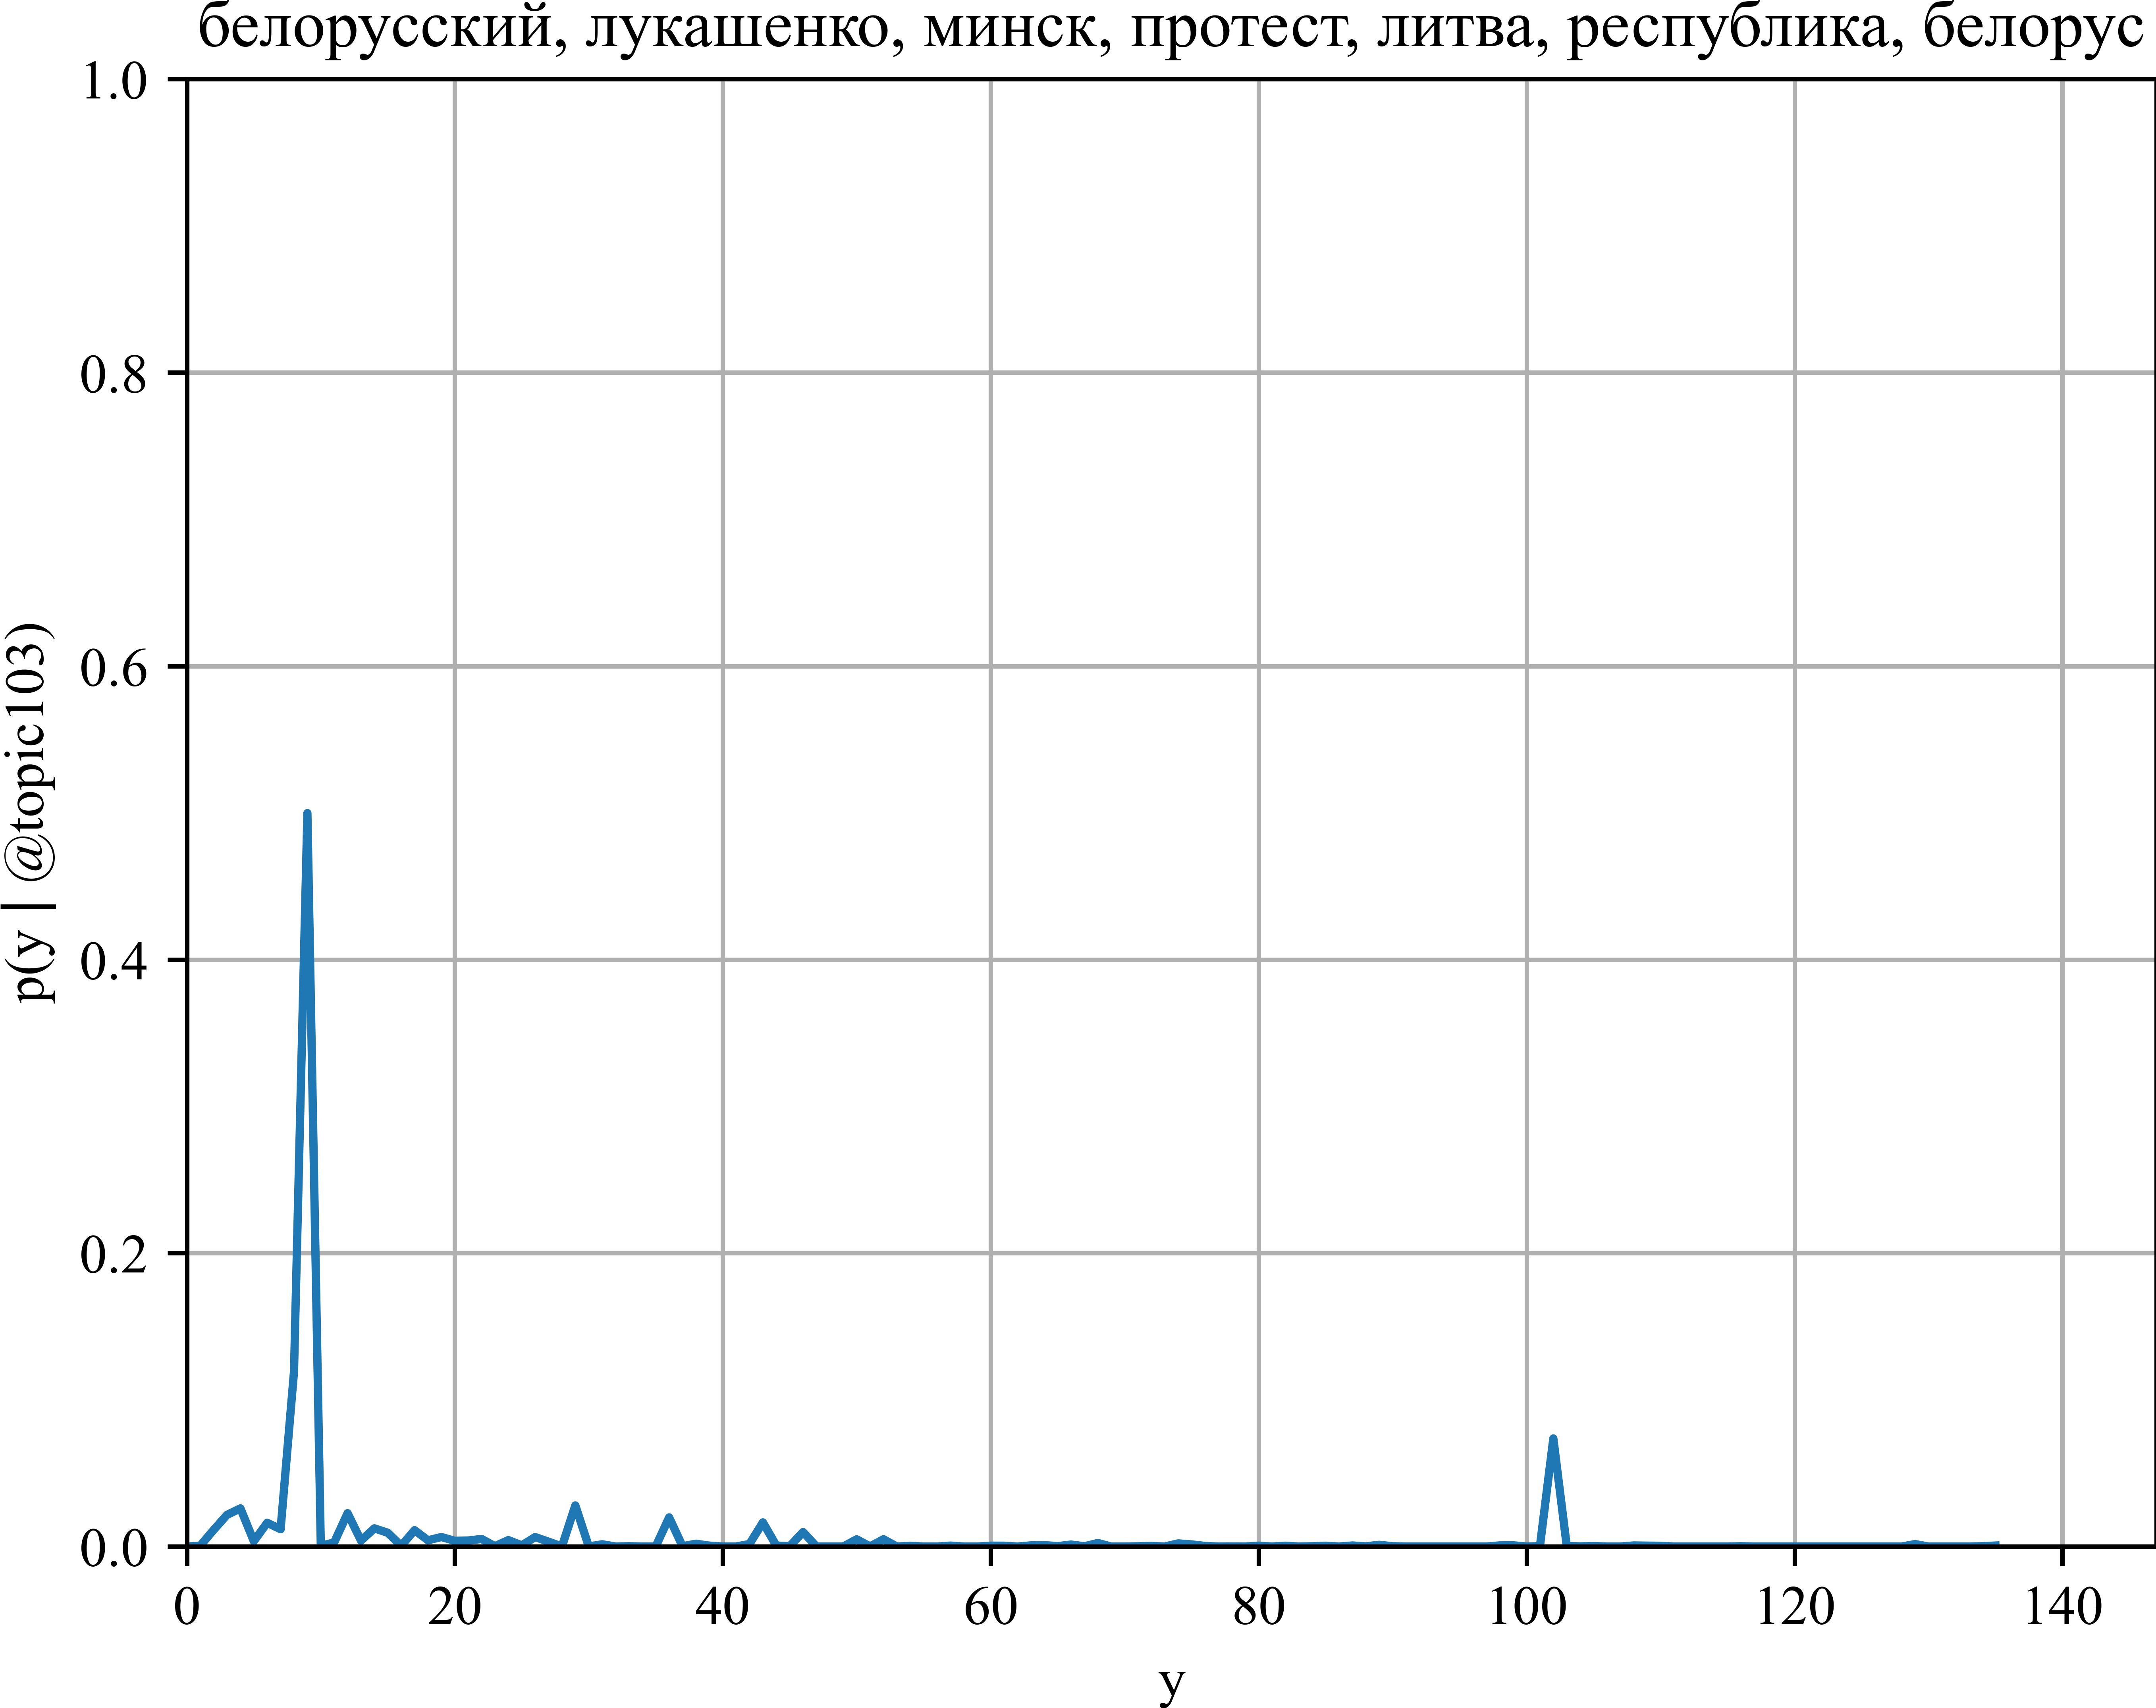 белорусский, лукашенко, минск, протест, литва, республика, белорус
1.0
0.8
0.6
0.4
0.2
0.0
p(y | @topic103)
0 20 40 60 80 100 120 140
y